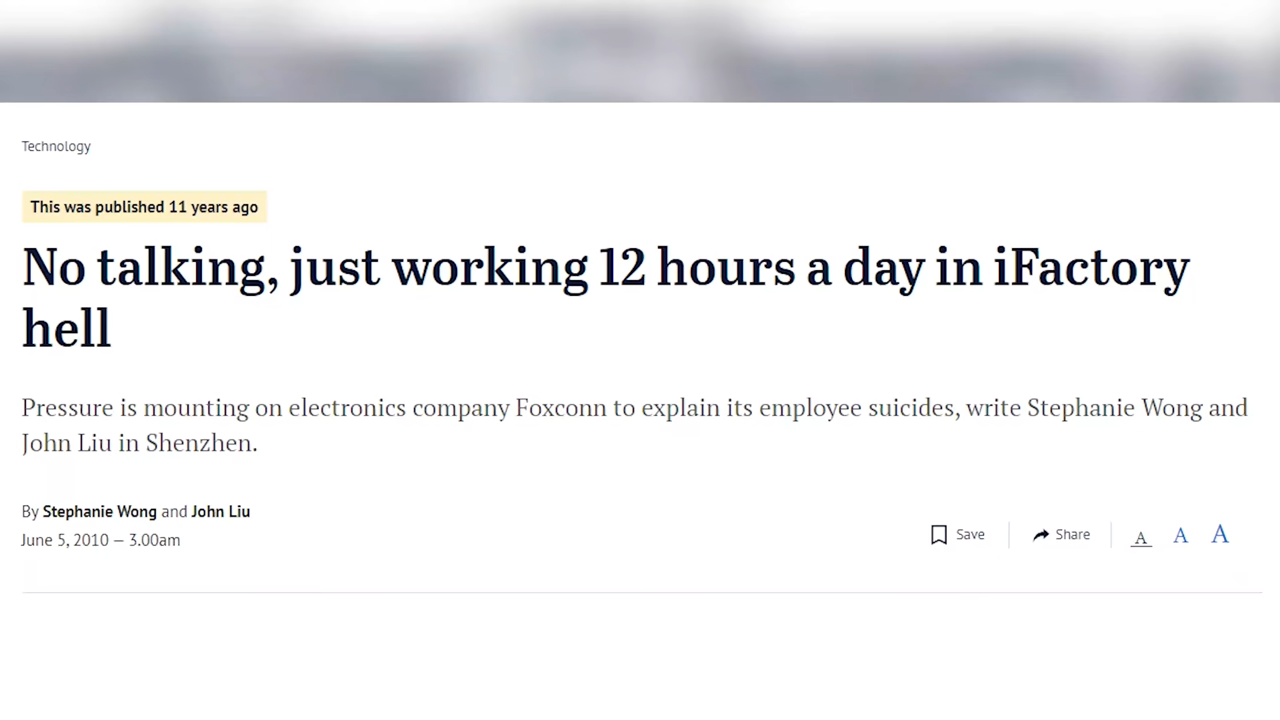 Technology
This was published 11 years ago
No talking, just working 12 hours a day in iFactory
hell
Pressure is mounting on electronics company Foxconn to explain its employee suicides, write Stephanie Wong and
John Liu in Shenzhen.
By Stephanie Wong and John Liu
June 5, 2010 — 3.00am
Save
Share
A A A